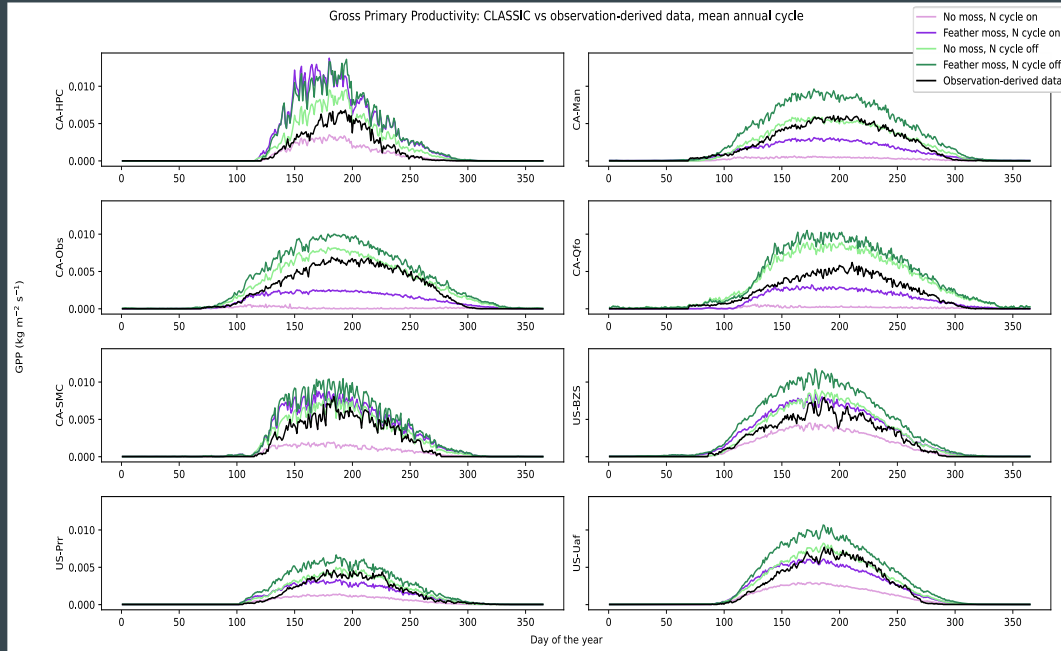 Gross Primary Productivity: CLASSIC vs observation-derived data, mean annual cycle
No moss, N cycle on
Feather moss, N cycle on
No moss, N cycle off
Feather moss, N cycle off
Observation-derived data
GPP (kg m⁻² s⁻¹)
CA-HPC
0.010
0.005
0.000
0 50 100 150 200 250 300 350
CA-Man
0 50 100 150 200 250 300 350
CA-Obs
0.010
0.005
0.000
0 50 100 150 200 250 300 350
CA-Qfo
0 50 100 150 200 250 300 350
CA-SMC
0.010
0.005
0.000
0 50 100 150 200 250 300 350
US-BZS
0 50 100 150 200 250 300 350
US-Prr
0.010
0.005
0.000
0 50 100 150 200 250 300 350
US-Uaf
0 50 100 150 200 250 300 350
Day of the year